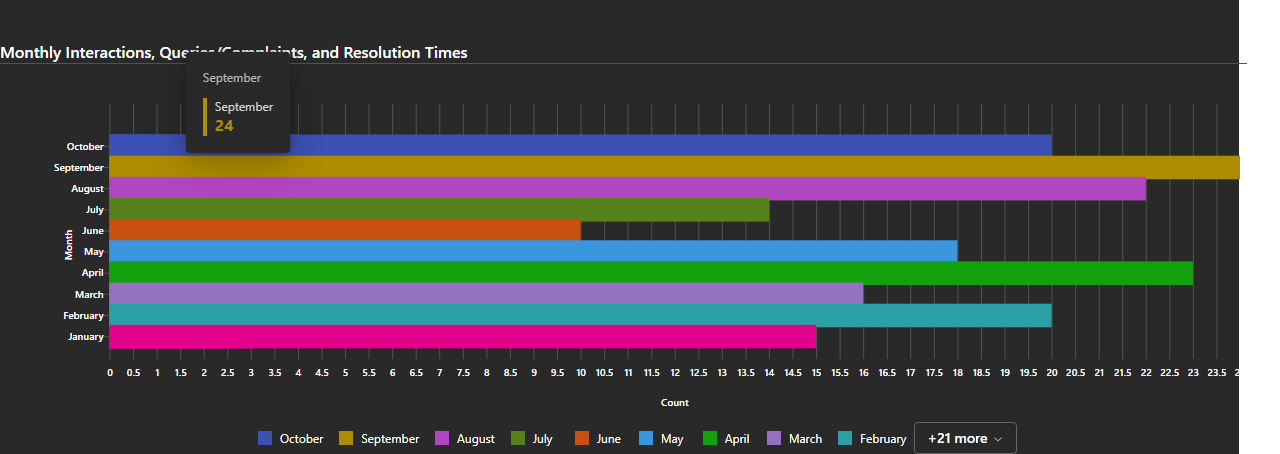 Monthly Interactions, Queries/Complaints, and Resolution Times
September
September
24
October
September
August
July
June
May
April
March
February
January
Month
0 0.5 1 1.5 2 2.5 3 3.5 4 4.5 5 5.5 6 6.5 7 7.5 8 8.5 9 9.5 10 10.5 11 11.5 12 12.5 13 13.5 14 14.5 15 15.5 16 16.5 17 17.5 18 18.5 19 19.5 20 20.5 21 21.5 22 22.5 23 23.5
Count
October September August July June May April March February +21 more